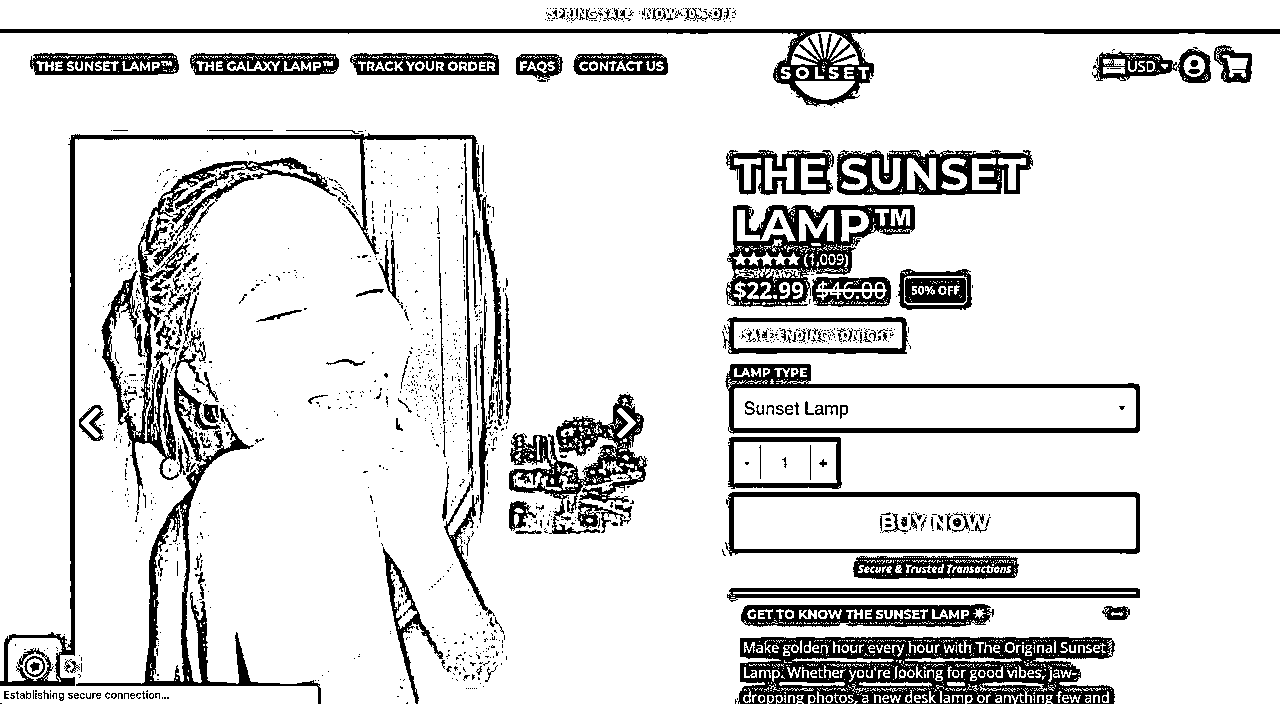 SPRING SALE - NOW 50% OFF
THE SUNSET LAMP™ THE GALAXY LAMP™ TRACK YOUR ORDER FAQS CONTACT US
SOLSET
USD
THE SUNSET
LAMP™
(1,009)
$22.99 $46.00 50% OFF
SALE ENDING TONIGHT
LAMP TYPE
Sunset Lamp
- 1 +
BUY NOW
Secure & Trusted Transactions
GET TO KNOW THE SUNSET LAMP
Make golden hour every hour with The Original Sunset
Lamp. Whether you're looking for good vibes, jaw-
dropping photos, a new desk lamp or anything few and
Establishing secure connection...